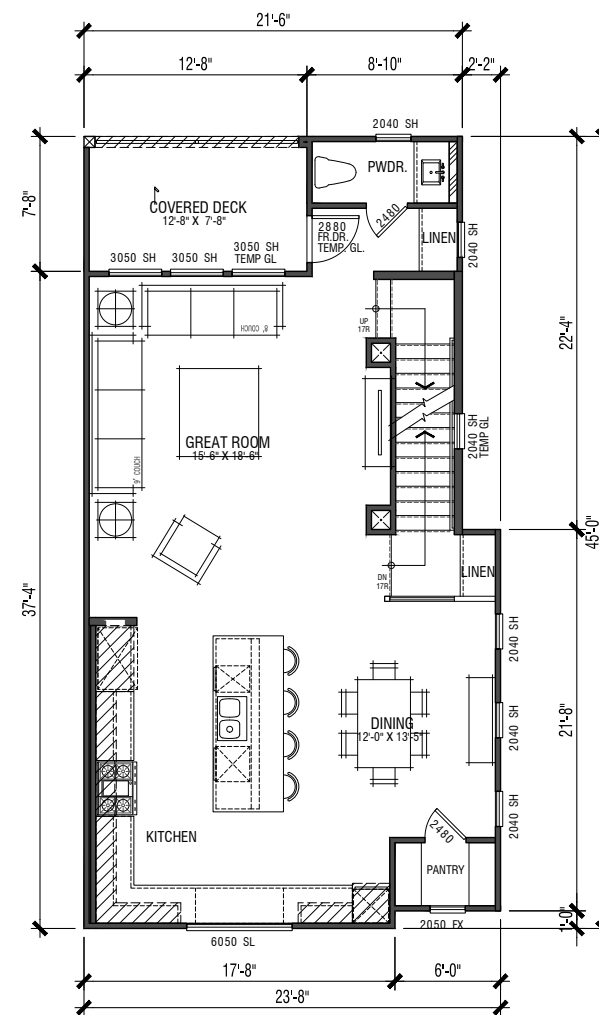 21'-6"
12'-8"
8'-10"
2'-2"
2040 SH
PWDR.
7'-8"
COVERED DECK
12'-8" X 7'-8"
2480
2880
FR.DR.
TEMP GL.
LINEN
2040 SH
3050 SH
3050 SH
3050 SH
TEMP GL
8' COUCH
UP
17R
22'-4"
2040 SH
TEMP GL
GREAT ROOM
15'-6" X 18'-6"
9' COUCH
45'-0"
DN
17R
LINEN
37'-4"
2040 SH
DINING
12'-0" X 13'-5"
2040 SH
21'-8"
2040 SH
2480
KITCHEN
PANTRY
2050 FX
1'-0"
6050 SL
17'-8"
6'-0"
23'-8"